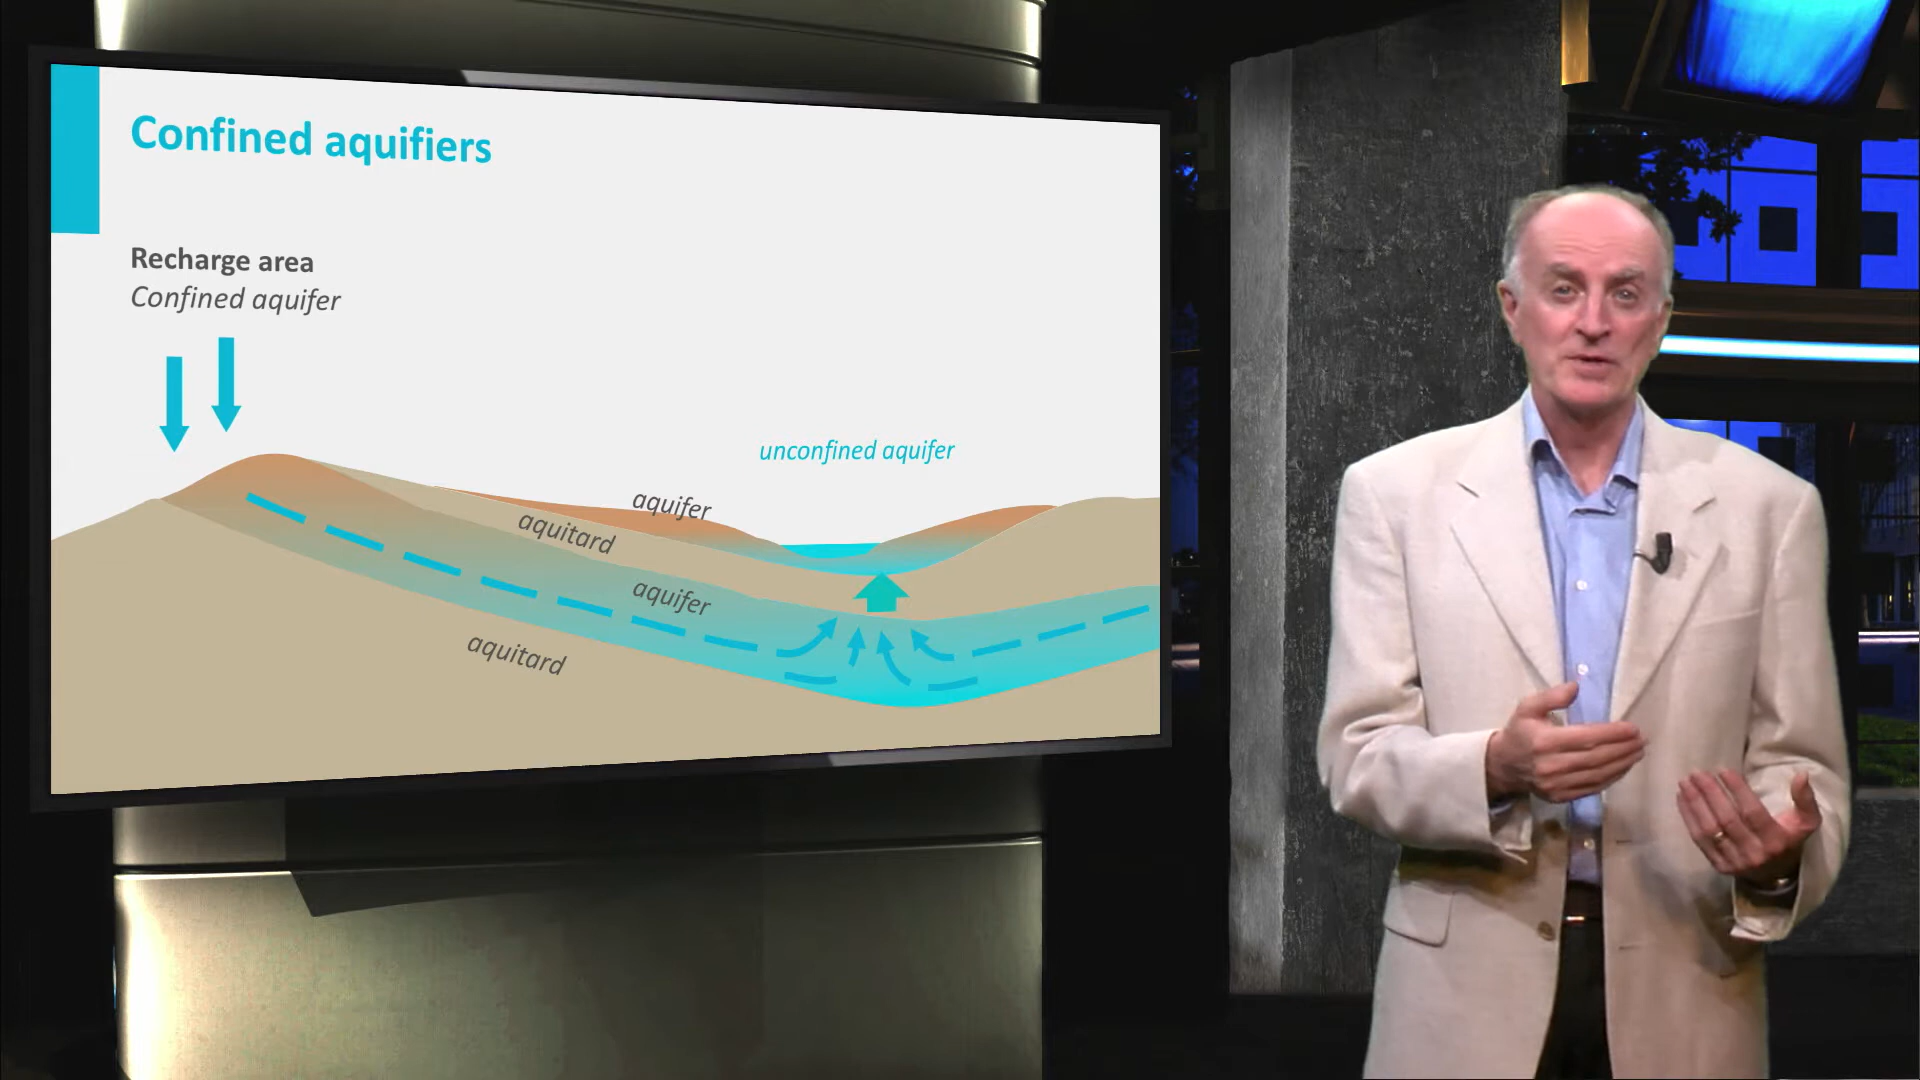 Confined aquifiers
Recharge area
Confined aquifer
unconfined aquifer
aquifer
aquitard
aquifer
aquitard